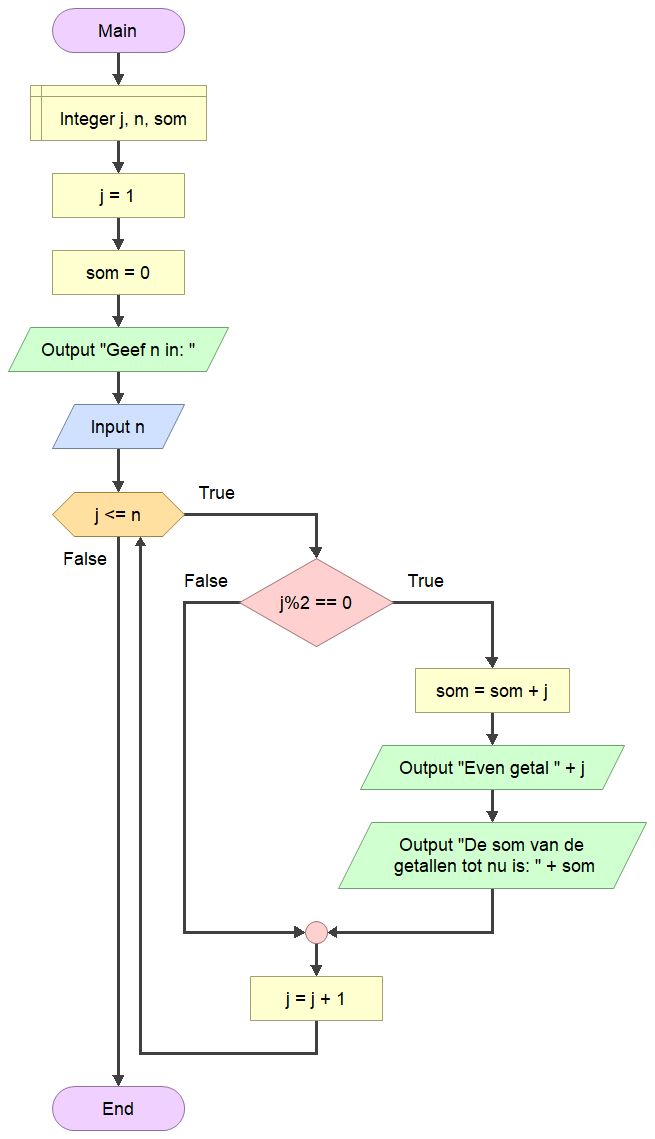 Main
Integer j, n, som
j = 1
som = 0
Output "Geef n in: "
Input n
j <= n
True
False
j%2 == 0
False
True
som = som + j
Output "Even getal " + j
Output "De som van de
getallen tot nu is: " + som
j = j + 1
End